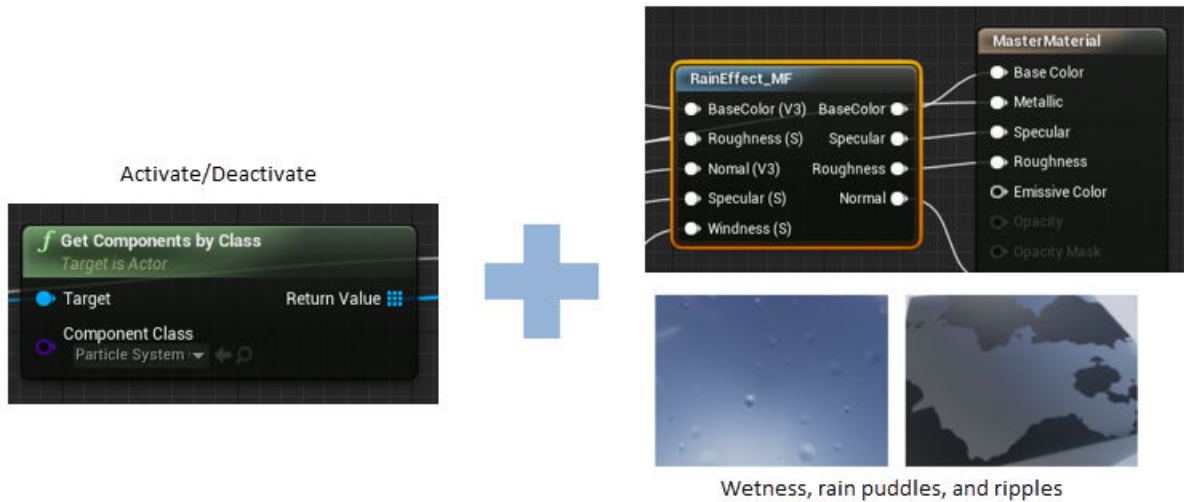 Activate/Deactivate
f Get Components by Class
Target is Actor
Target Return Value
Component Class
Particle System
RainEffect_MF
BaseColor (V3) BaseColor
Roughness (S) Specular
Nomal (V3) Roughness
Specular (S) Normal
Windness (S)
MasterMaterial
Base Color
Metallic
Specular
Roughness
Emissive Color
Opacity
Opacity Mask
Wetness, rain puddles, and ripples